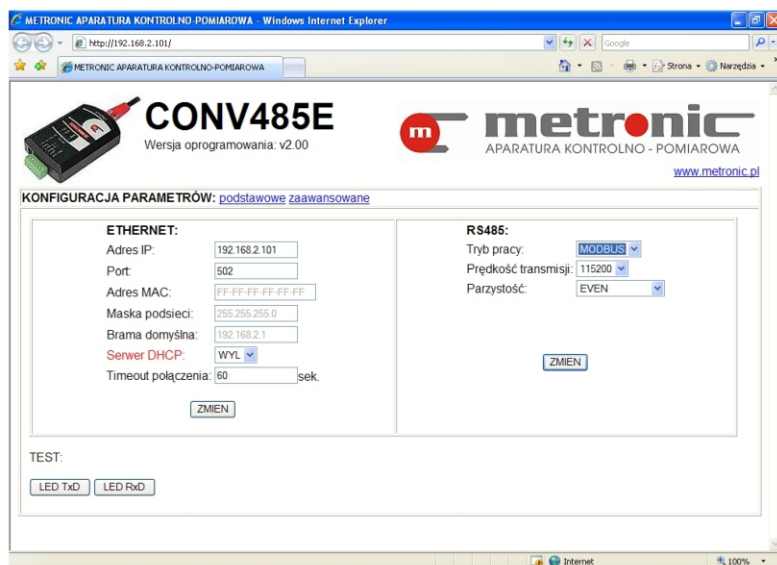 METRONIC APARATURA KONTROLNO-POMIAROWA - Windows Internet Explorer
http://192.168.2.101/
Google
METRONIC APARATURA KONTROLNO-POMIAROWA
Strona
Narzędzia
CONV485E
Wersja oprogramowania: v2.00
m metronic
APARATURA KONTROLNO - POMIAROWA
www.metronic.pl
KONFIGURACJA PARAMETRÓW: podstawowe zaawansowane
ETHERNET:
Adres IP: 192.168.2.101
Port: 502
Adres MAC: FF-FF-FF-FF-FF-FF
Maska podsieci: 255.255.255.0
Brama domyślna: 192.168.2.1
Serwer DHCP: WYL
Timeout połączenia: 60 sek.
ZMIEN
RS485:
Tryb pracy: MODBUS
Prędkość transmisji: 115200
Parzystość: EVEN
ZMIEN
TEST:
LED TxD LED RxD
Internet 100%